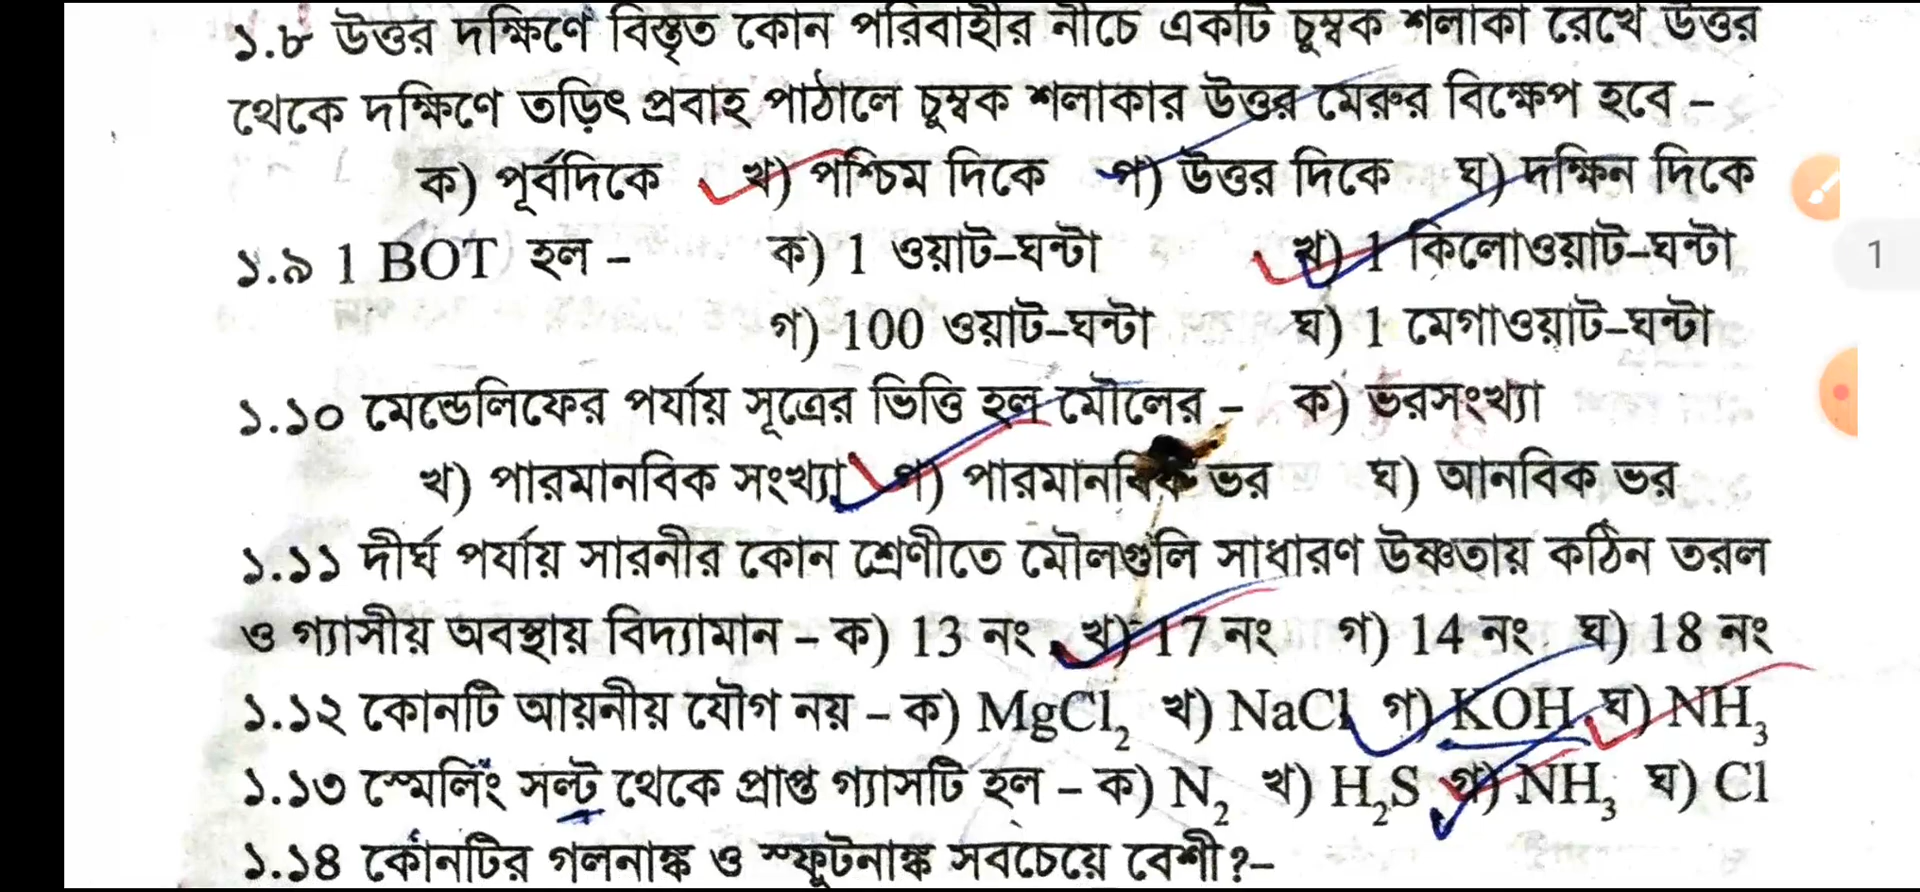 ১.৮ উত্তর দক্ষিণে বিস্তৃত কোন পরিবাহীর নীচে একটি চুম্বক শলাকা রেখে উত্তর
থেকে দক্ষিণে তড়িৎ প্রবাহ পাঠালে চুম্বক শলাকার উত্তর মেরুর বিক্ষেপ হবে –
ক) পূর্বদিকে খ) পশ্চিম দিকে গ) উত্তর দিকে ঘ) দক্ষিন দিকে
১.৯ 1 BOT হল – ক) 1 ওয়াট-ঘন্টা খ) 1 কিলোওয়াট-ঘন্টা
1
গ) 100 ওয়াট-ঘন্টা ঘ) 1 মেগাওয়াট-ঘন্টা
১.১০ মেন্ডেলিফের পর্যায় সূত্রের ভিত্তি হল মৌলের – ক) ভরসংখ্যা
খ) পারমানবিক সংখ্যা গ) পারমানবিক ভর ঘ) আনবিক ভর
১.১১ দীর্ঘ পর্যায় সারনীর কোন শ্রেণীতে মৌলগুলি সাধারণ উষ্ণতায় কঠিন তরল
ও গ্যাসীয় অবস্থায় বিদ্যামান – ক) 13 নং খ) 17 নং গ) 14 নং ঘ) 18 নং
১.১২ কোনটি আয়নীয় যৌগ নয় – ক) MgCl₂ খ) NaCl গ) KOH ঘ) NH₃
১.১৩ স্মেলিং সল্ট থেকে প্রাপ্ত গ্যাসটি হল – ক) N₂ খ) H₂S গ) NH₃ ঘ) Cl
১.১৪ কোনটির গলনাঙ্ক ও স্ফুটনাঙ্ক সবচেয়ে বেশী?–